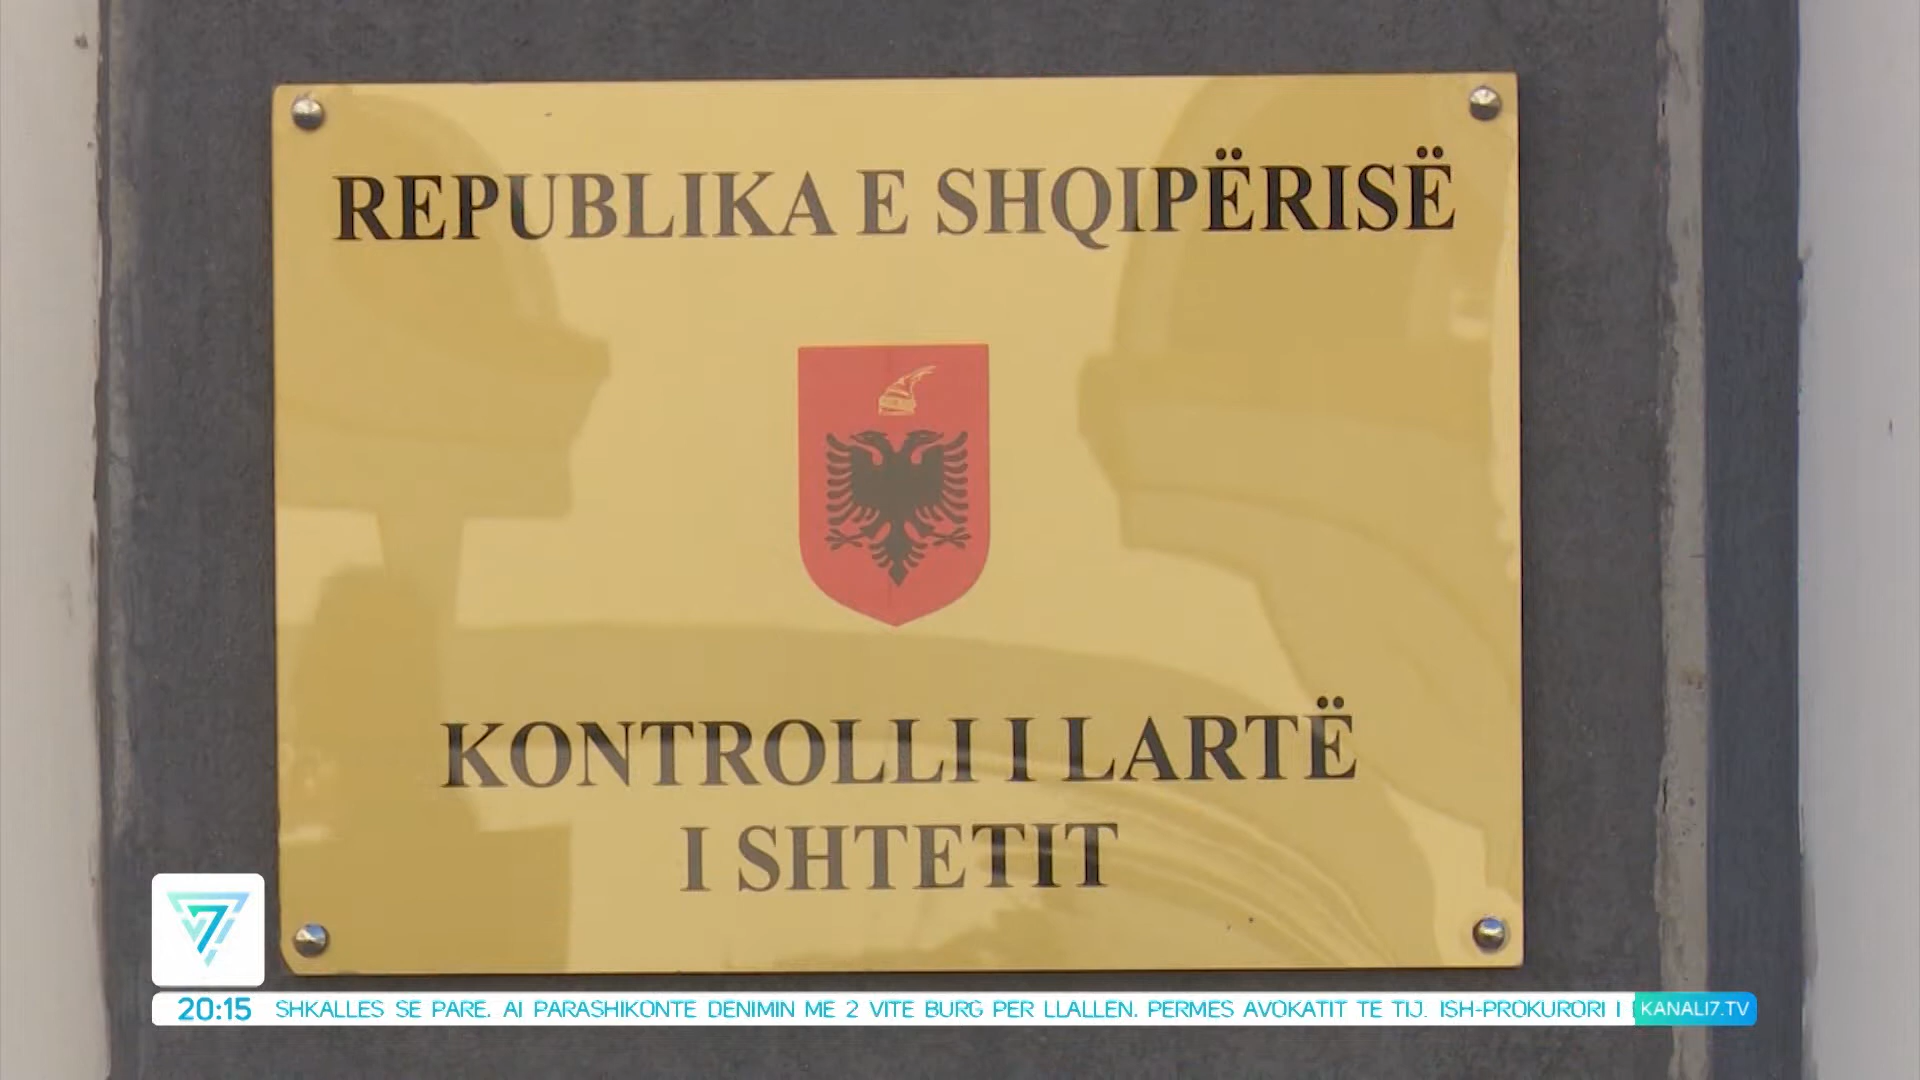 REPUBLIKA E SHQIPËRISË
KONTROLLI I LARTË
I SHTETIT
20:15 SHKALLES SE PARE. AI PARASHIKONTE DENIMIN ME 2 VITE BURG PER LLALLEN. PERMES AVOKATIT TE TIJ. ISH-PROKURORI I KANALI7.TV